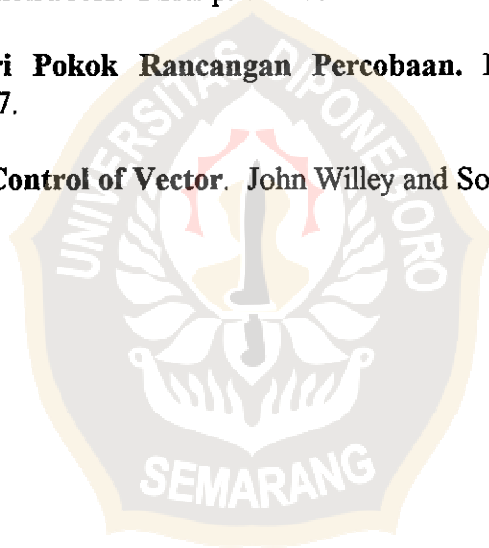 ri Pokok Rancangan Percobaan.
7.
Control of Vector. John Willey and So
UNIVERSITAS DIPONEGORO
SEMARANG